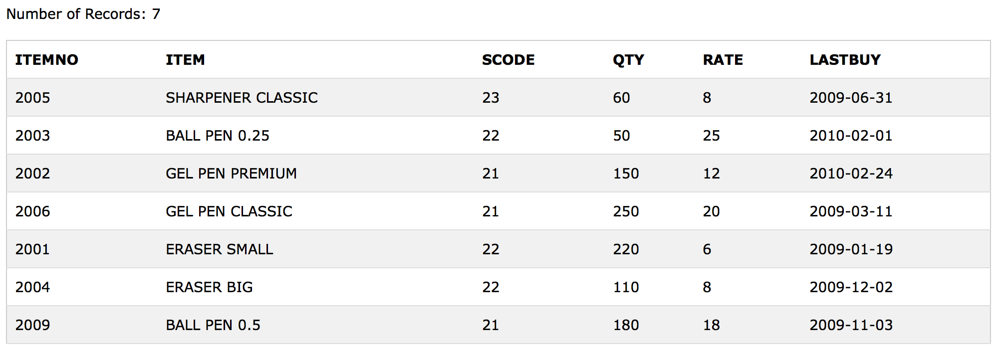 Number of Records: 7
ITEMNO ITEM SCODE QTY RATE LASTBUY
2005 SHARPENER CLASSIC 23 60 8 2009-06-31
2003 BALL PEN 0.25 22 50 25 2010-02-01
2002 GEL PEN PREMIUM 21 150 12 2010-02-24
2006 GEL PEN CLASSIC 21 250 20 2009-03-11
2001 ERASER SMALL 22 220 6 2009-01-19
2004 ERASER BIG 22 110 8 2009-12-02
2009 BALL PEN 0.5 21 180 18 2009-11-03